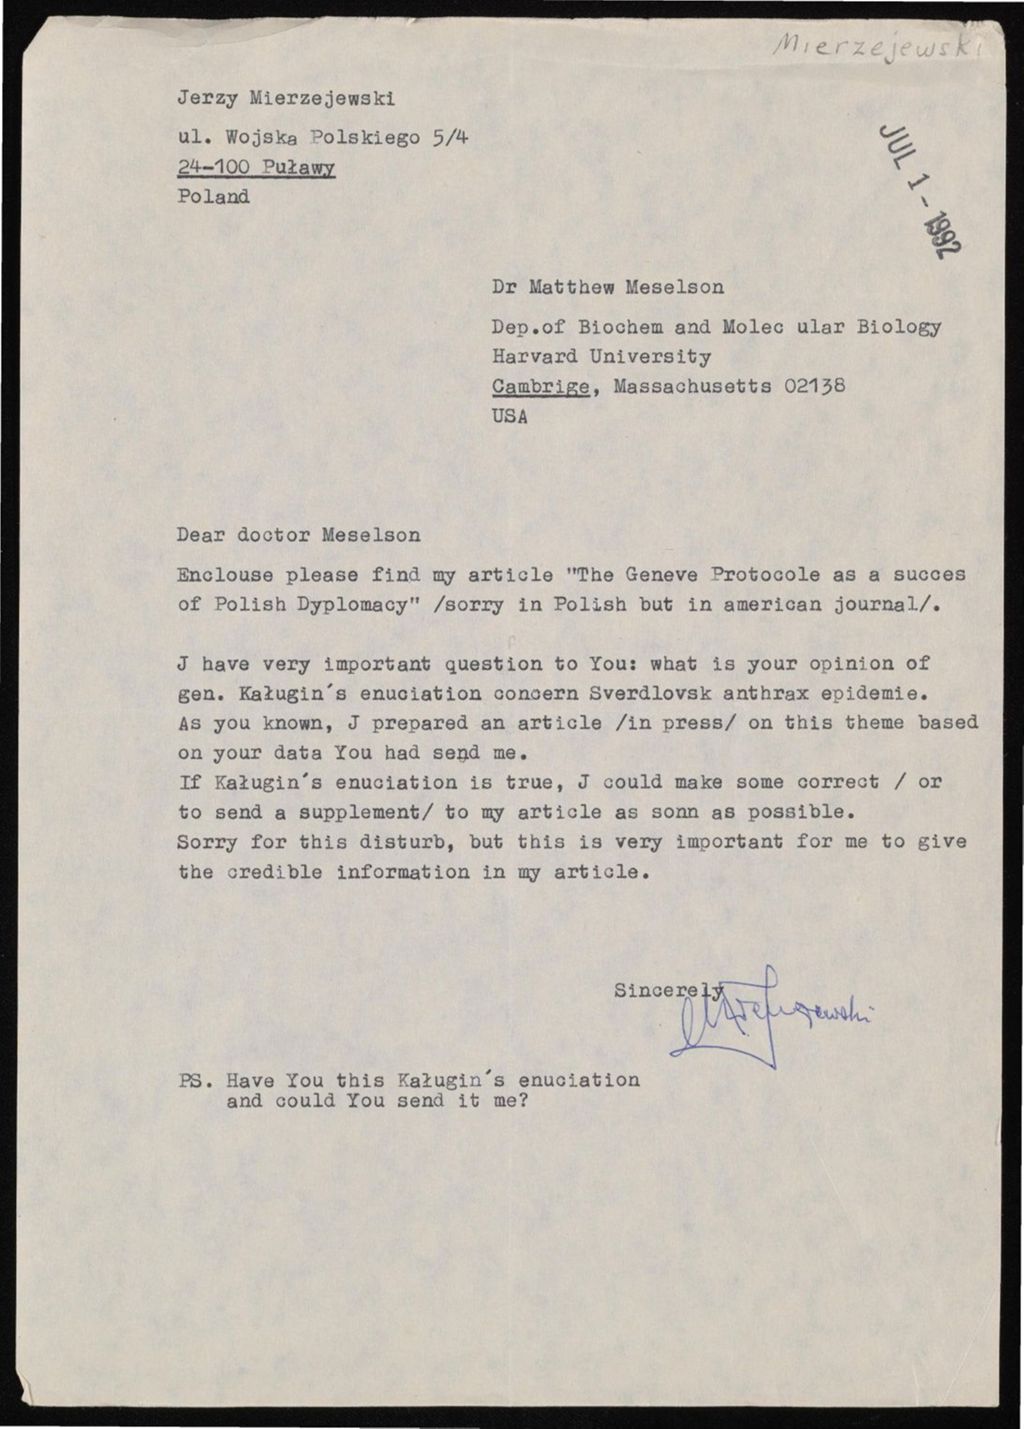 Mierzejewski
Jerzy Mierzejewski
ul. Wojska Polskiego 5/4
24-100 Puławy
Poland
JUL 1 - 1992
Dr Matthew Meselson
Dep.of Biochem and Molec ular Biology
Harvard University
Cambrige, Massachusetts 02138
USA
Dear doctor Meselson
Enclouse please find my article "The Geneve Protocole as a succes
of Polish Dyplomacy" /sorry in Polish but in american journal/.
J have very important question to You: what is your opinion of
gen. Kaługin´s enuciation concern Sverdlovsk anthrax epidemie.
As you known, J prepared an article /in press/ on this theme based
on your data You had send me.
If Kaługin´s enuciation is true, J could make some correct / or
to send a supplement/ to my article as sonn as possible.
Sorry for this disturb, but this is very important for me to give
the credible information in my article.
Sincerely
Mierzejewski
PS. Have You this Kaługin´s enuciation
and could You send it me?